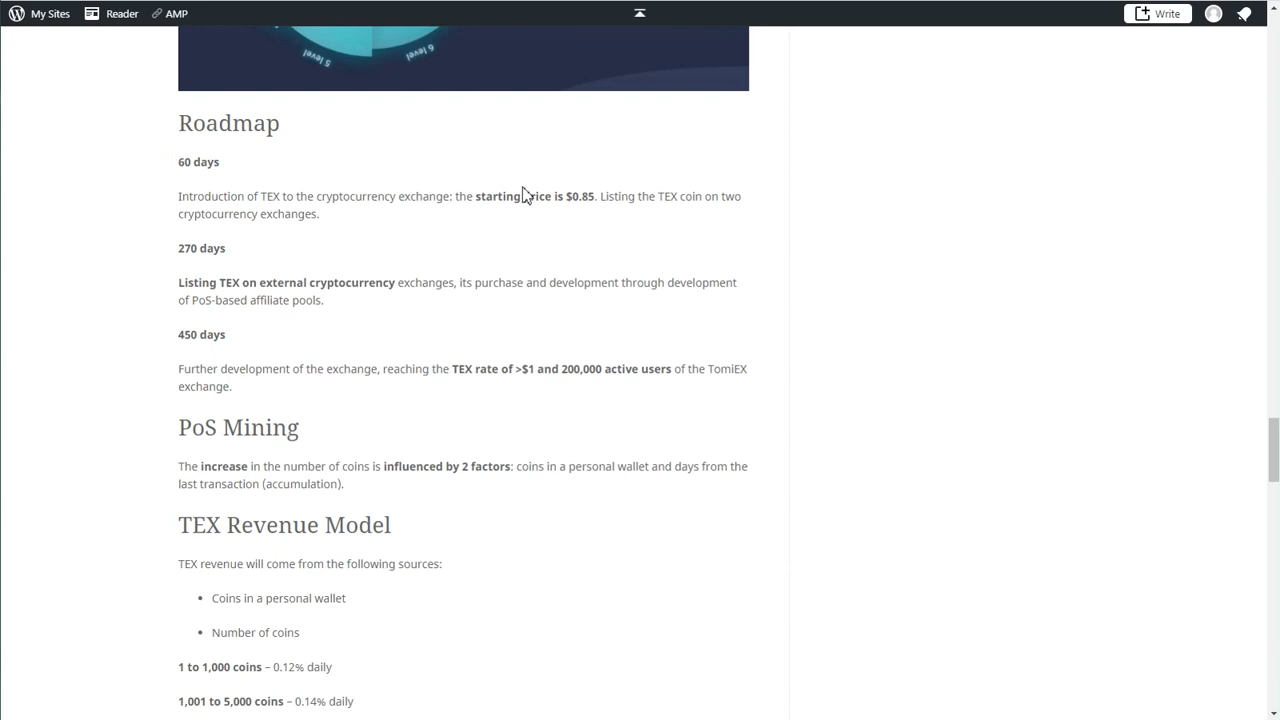 My Sites Reader AMP Write
5 level 6 level
Roadmap
60 days
Introduction of TEX to the cryptocurrency exchange: the starting price is $0.85. Listing the TEX coin on two
cryptocurrency exchanges.
270 days
Listing TEX on external cryptocurrency exchanges, its purchase and development through development
of PoS-based affiliate pools.
450 days
Further development of the exchange, reaching the TEX rate of >$1 and 200,000 active users of the TomiEX
exchange.
PoS Mining
The increase in the number of coins is influenced by 2 factors: coins in a personal wallet and days from the
last transaction (accumulation).
TEX Revenue Model
TEX revenue will come from the following sources:
• Coins in a personal wallet
• Number of coins
1 to 1,000 coins – 0.12% daily
1,001 to 5,000 coins – 0.14% daily